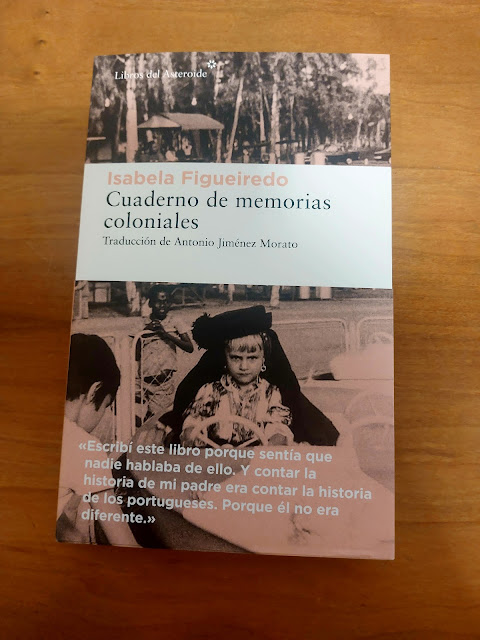 Libros del Asteroide
Isabela Figueiredo
Cuaderno de memorias
coloniales
Traducción de Antonio Jiménez Morato
«Escribí este libro porque sentía que
nadie hablaba de ello. Y contar la
historia de mi padre era contar la historia
de los portugueses. Porque él no era
diferente.»